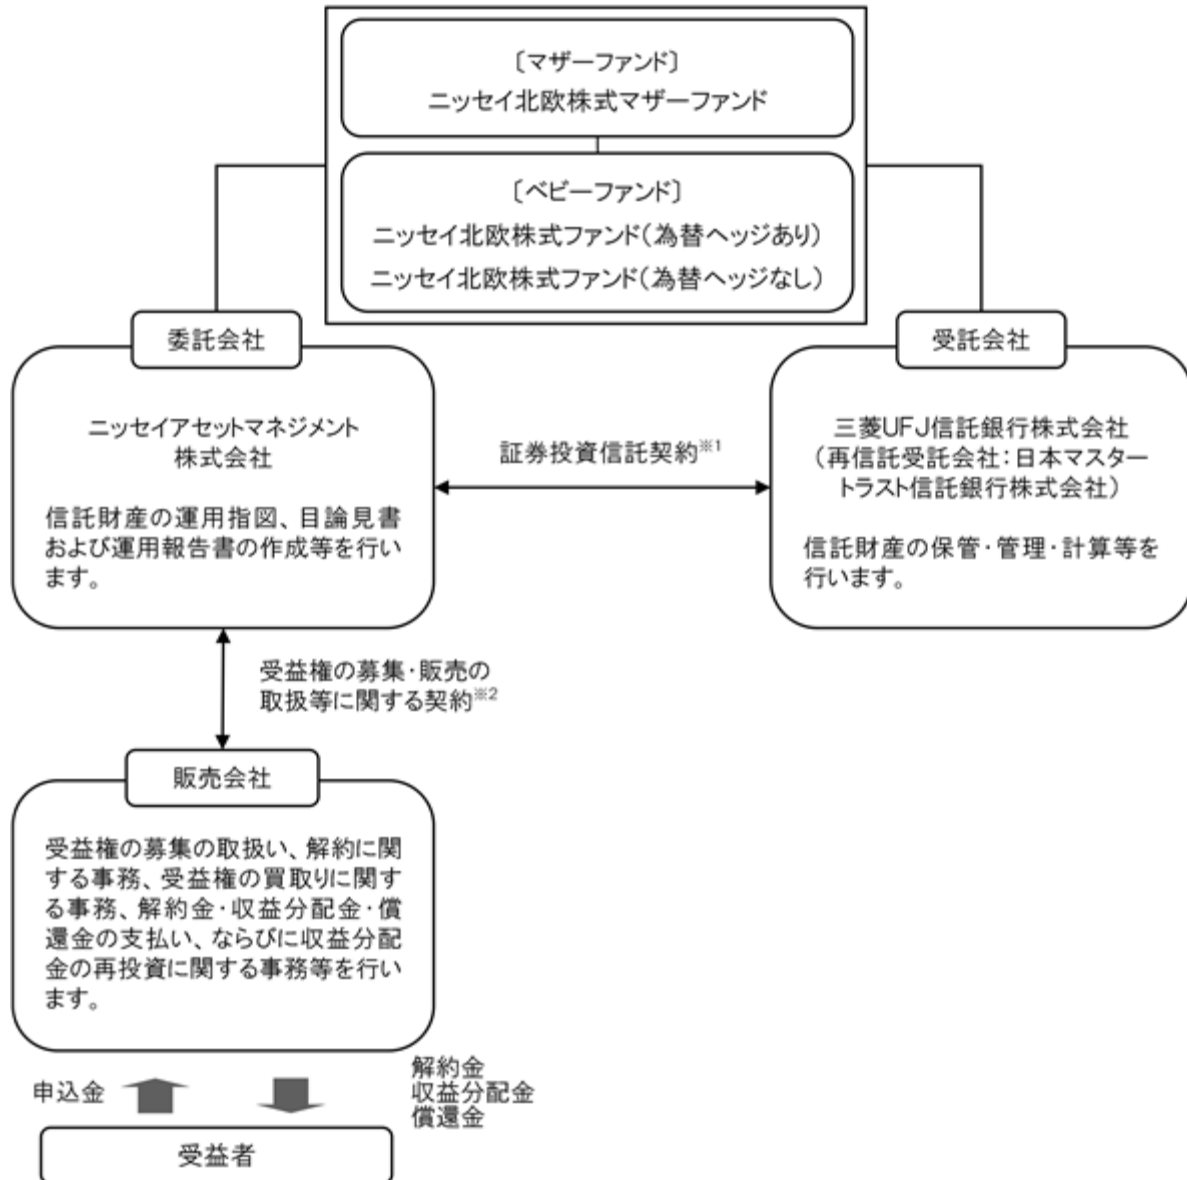 〔マザーファンド〕
ニッセイ北欧株式マザーファンド
〔ベビーファンド〕
ニッセイ北欧株式ファンド（為替ヘッジあり）
ニッセイ北欧株式ファンド（為替ヘッジなし）
委託会社
ニッセイアセットマネジメント
株式会社
信託財産の運用指図、目論見書
および運用報告書の作成等を行い
ます。
証券投資信託契約※1
受託会社
三菱UFJ信託銀行株式会社
（再信託受託会社：日本マスター
トラスト信託銀行株式会社）
信託財産の保管・管理・計算等を
行います。
受益権の募集・販売の
取扱等に関する契約※2
販売会社
受益権の募集の取扱い、解約に関
する事務、受益権の買取りに関す
る事務、解約金・収益分配金・償
還金の支払い、ならびに収益分配
金の再投資に関する事務等を行い
ます。
申込金
解約金
収益分配金
償還金
受益者